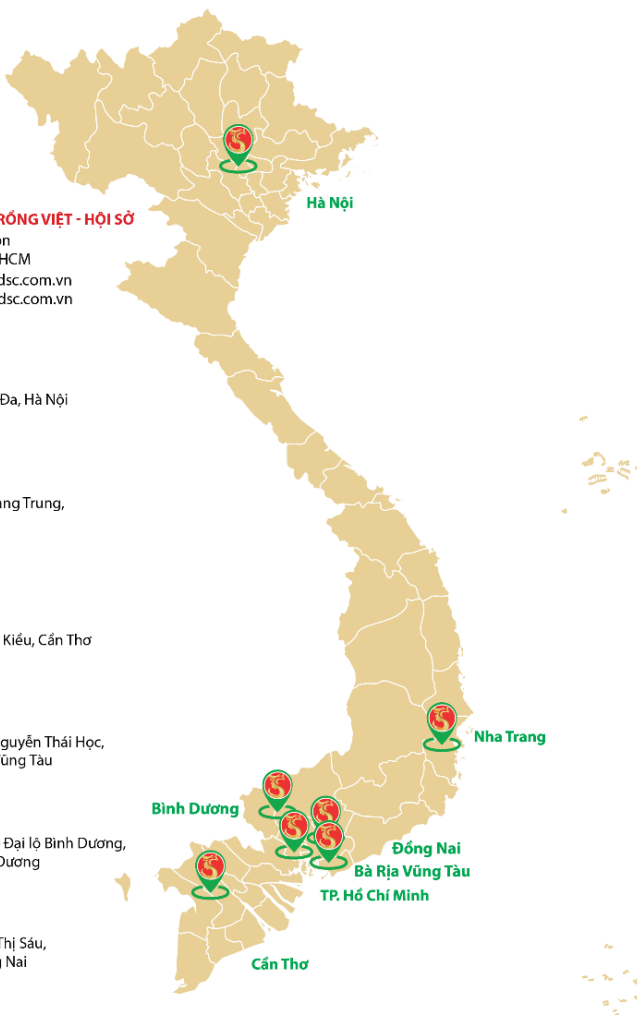 Hà Nội
RỒNG VIỆT - HỘI SỞ
HCM
dsc.com.vn
dsc.com.vn
Đa, Hà Nội
ang Trung,
Kiều, Cần Thơ
guyễn Thái Học,
Vũng Tàu
Nha Trang
Bình Dương
Đại lộ Bình Dương,
Dương
Đồng Nai
Bà Rịa Vũng Tàu
TP. Hồ Chí Minh
Thị Sáu,
g Nai
Cần Thơ